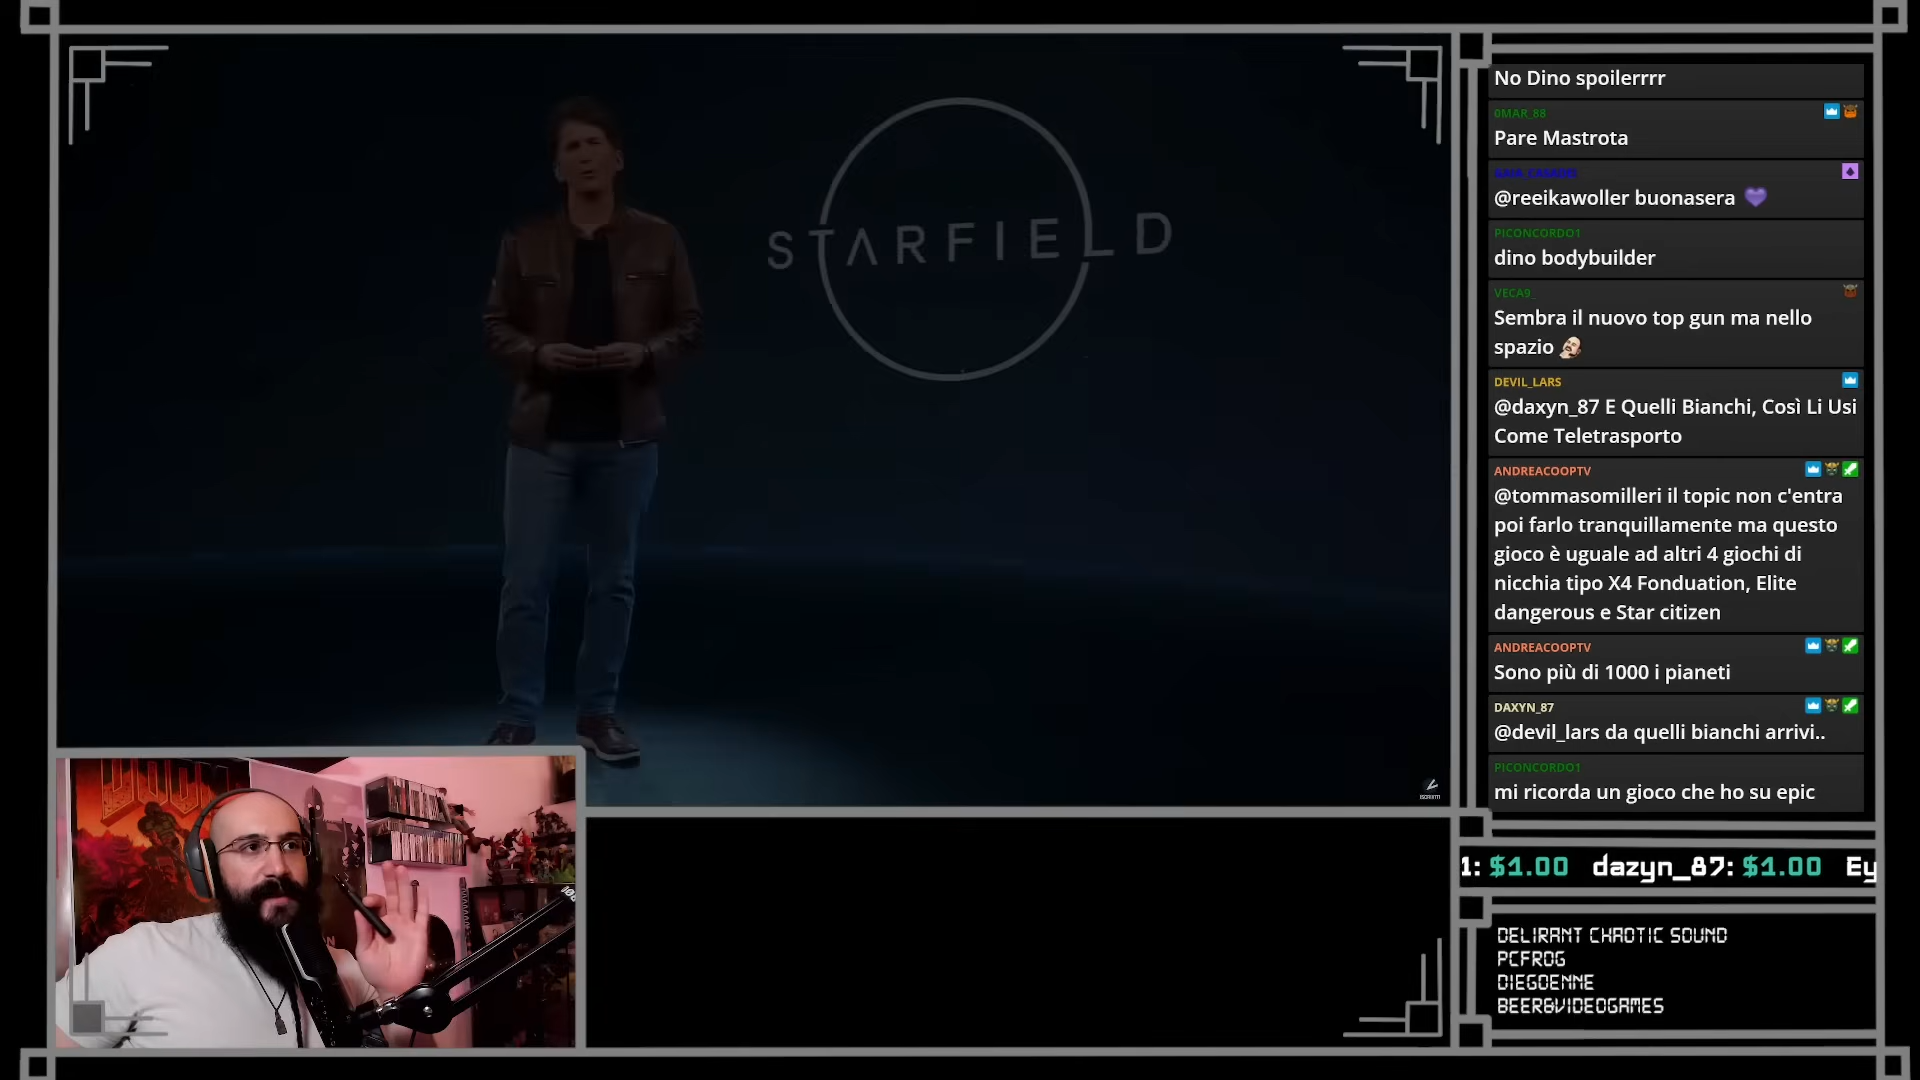 STARFIELD
DOOM
No Dino spoilerrrr
0MAR_88
Pare Mastrota
@reeikawoller buonasera
PICONCORDO1
dino bodybuilder
VECA9_
Sembra il nuovo top gun ma nello
spazio
DEVIL_LARS
@daxyn_87 E Quelli Bianchi, Così Li Usi
Come Teletrasporto
ANDREACOOPTV
@tommasomilleri il topic non c'entra
poi farlo tranquillamente ma questo
gioco è uguale ad altri 4 giochi di
nicchia tipo X4 Fonduation, Elite
dangerous e Star citizen
ANDREACOOPTV
Sono più di 1000 i pianeti
DAXYN_87
@devil_lars da quelli bianchi arrivi..
PICONCORDO1
mi ricorda un gioco che ho su epic
1: $1.00 dazyn_87: $1.00 Ey
DELIRANT CHAOTIC SOUND
PCFROG
DIEGOENNE
BEER&VIDEOGAMES